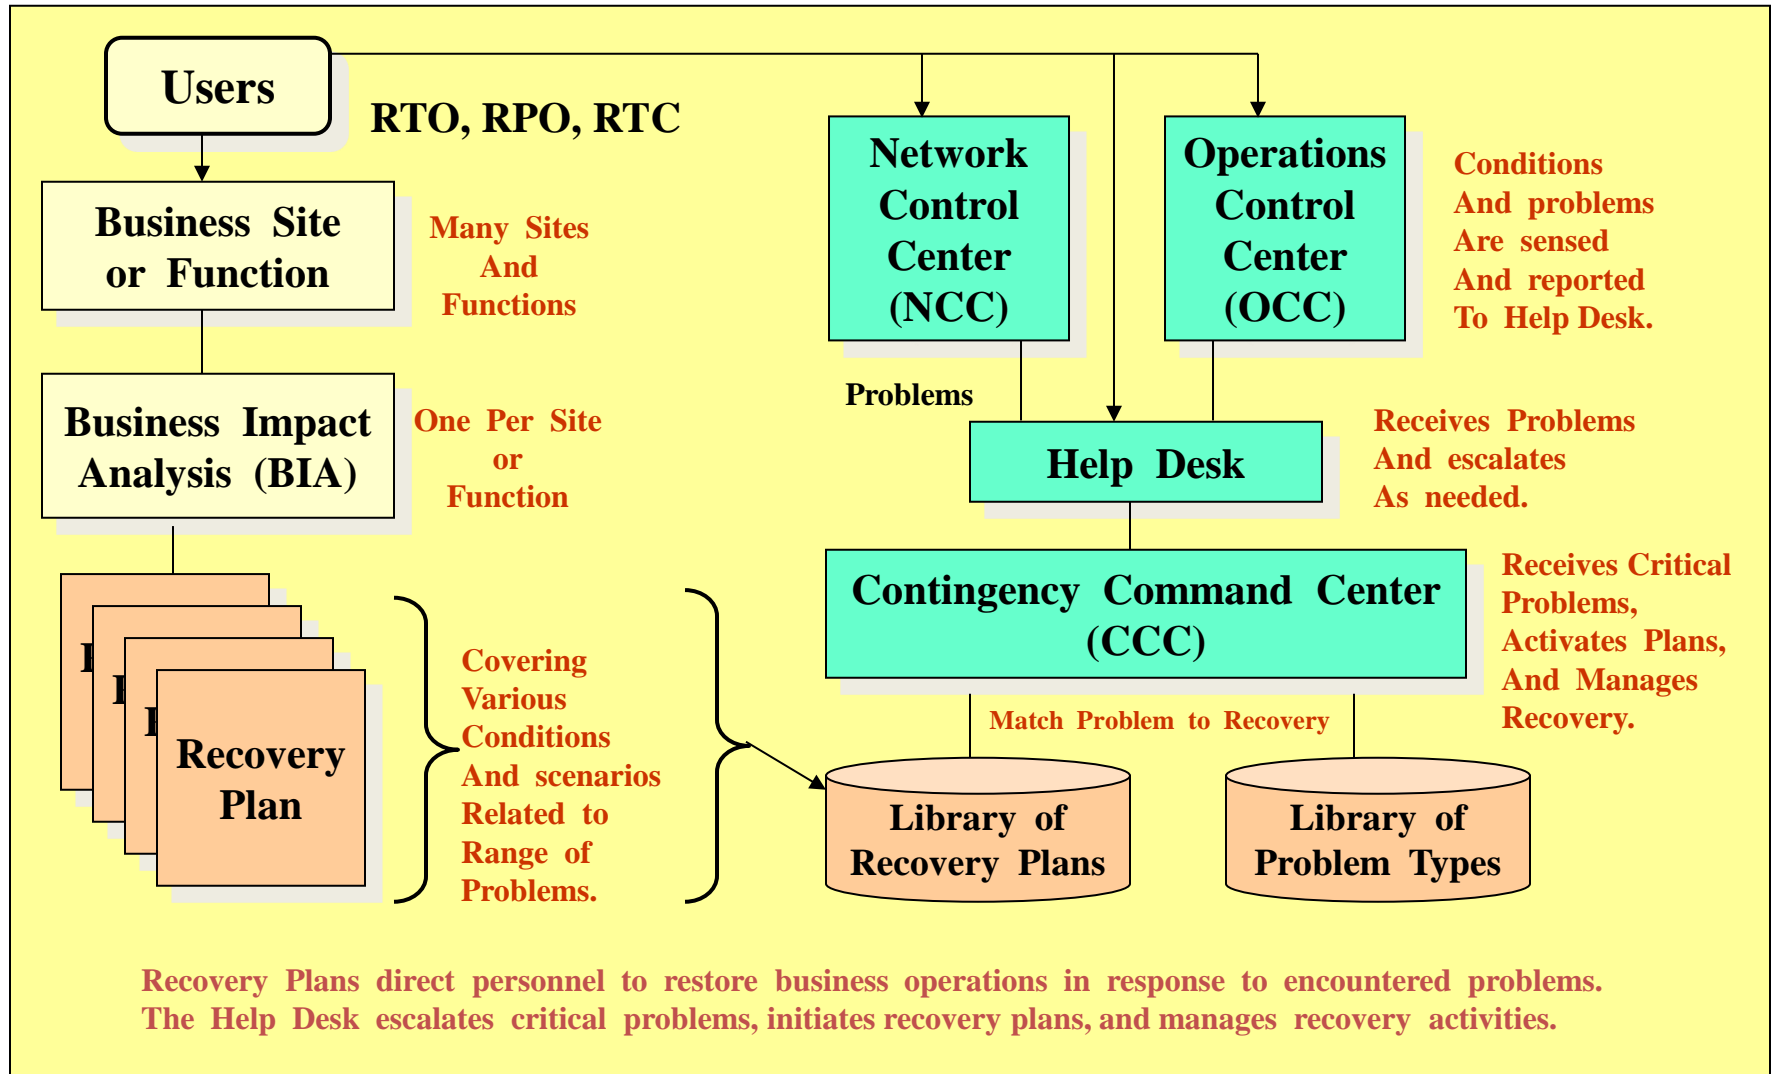 Users
RTO, RPO, RTC
Business Site
or Function
Many Sites
And
Functions
Business Impact
Analysis (BIA)
One Per Site
or
Function
Recovery
Plan
Covering
Various
Conditions
And scenarios
Related to
Range of
Problems.
Network
Control
Center
(NCC)
Operations
Control
Center
(OCC)
Conditions
And problems
Are sensed
And reported
To Help Desk.
Problems
Help Desk
Receives Problems
And escalates
As needed.
Contingency Command Center
(CCC)
Receives Critical
Problems,
Activates Plans,
And Manages
Recovery.
Match Problem to Recovery
Library of
Recovery Plans
Library of
Problem Types
Recovery Plans direct personnel to restore business operations in response to encountered problems.
The Help Desk escalates critical problems, initiates recovery plans, and manages recovery activities.